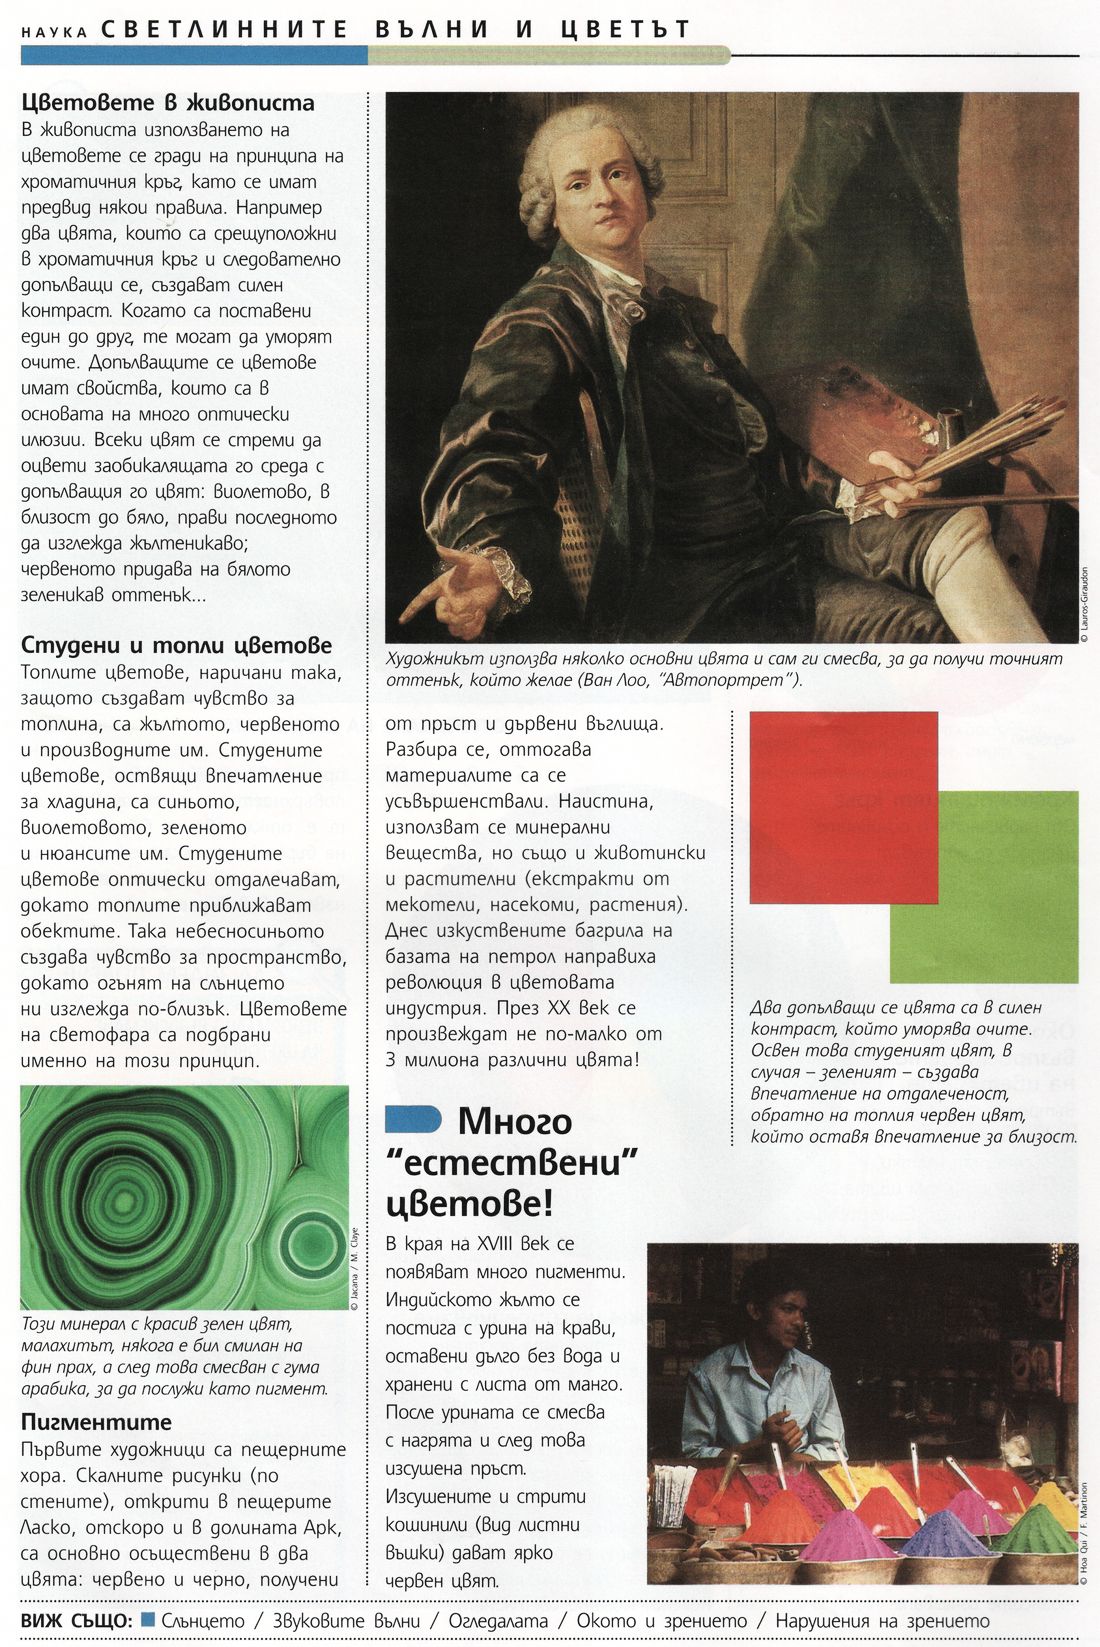 НАУКА СВЕТЛИННИТЕ ВЪЛНИ И ЦВЕТЪТ
Цветовете в живописта
В живописта използването на
цветовете се гради на принципа на
хроматичния кръг, като се имат
предвид някои правила. Например
два цвята, които са срещуположни
в хроматичния кръг и следователно
допълващи се, създават силен
контраст. Когато са поставени
един до друг, те могат да уморят
очите. Допълващите се цветове
имат свойства, които са в
основата на много оптически
илюзии. Всеки цвят се стреми да
оцвети заобикалящата го среда с
допълващия го цвят: виолетово, в
близост до бяло, прави последното
да изглежда жълтеникаво;
червеното придава на бялото
зеленикав оттенък...
Студени и топли цветове
Топлите цветове, наричани така,
защото създават чувство за
топлина, са жълтото, червеното
и производните им. Студените
цветове, оствящи впечатление
за хладина, са синьото,
виолетовото, зеленото
и нюансите им. Студените
цветове оптически отдалечават,
докато топлите приближават
обектите. Така небесносиньото
създава чувство за пространство,
докато огънят на слънцето
ни изглежда по-близък. Цветовете
на светофара са подбрани
именно на този принцип.
© Jacana / M. Claye
Този минерал с красив зелен цвят,
малахитът, някога е бил смилан на
фин прах, а след това смесван с гума
арабика, за да послужи като пигмент.
Пигментите
Първите художници са пещерните
хора. Скалните рисунки (по
стените), открити в пещерите
Ласко, отскоро и в долината Арк,
са основно осъществени в два
цвята: червено и черно, получени
© Lauros-Giraudon
Художникът използва няколко основни цвята и сам ги смесва, за да получи точният
оттенък, който желае (Ван Лоо, "Автопортрет").
от пръст и дървени въглища.
Разбира се, оттогава
материалите са се
усъвършенствали. Наистина,
използват се минерални
вещества, но също и животински
и растителни (екстракти от
мекотели, насекоми, растения).
Днес изкуствените багрила на
базата на петрол направиха
революция в цветовата
индустрия. През XX век се
произвеждат не по-малко от
3 милиона различни цвята!
Два допълващи се цвята са в силен
контраст, който уморява очите.
Освен това студеният цвят, в
случая – зеленият – създава
впечатление на отдалеченост,
обратно на топлия червен цвят,
който оставя впечатление за близост.
Много
“естествени”
цветове!
В края на XVIII век се
появяват много пигменти.
Индийското жълто се
постига с урина на крави,
оставени дълго без вода и
хранени с листа от манго.
После урината се смесва
с нагрята и след това
изсушена пръст.
Изсушените и стрити
кошинили (вид листни
въшки) дават ярко
червен цвят.
© Hoa Qui / F. Martinon
ВИЖ СЪЩО: Слънцето / Звуковите вълни / Огледалата / Окото и зрението / Нарушения на зрението